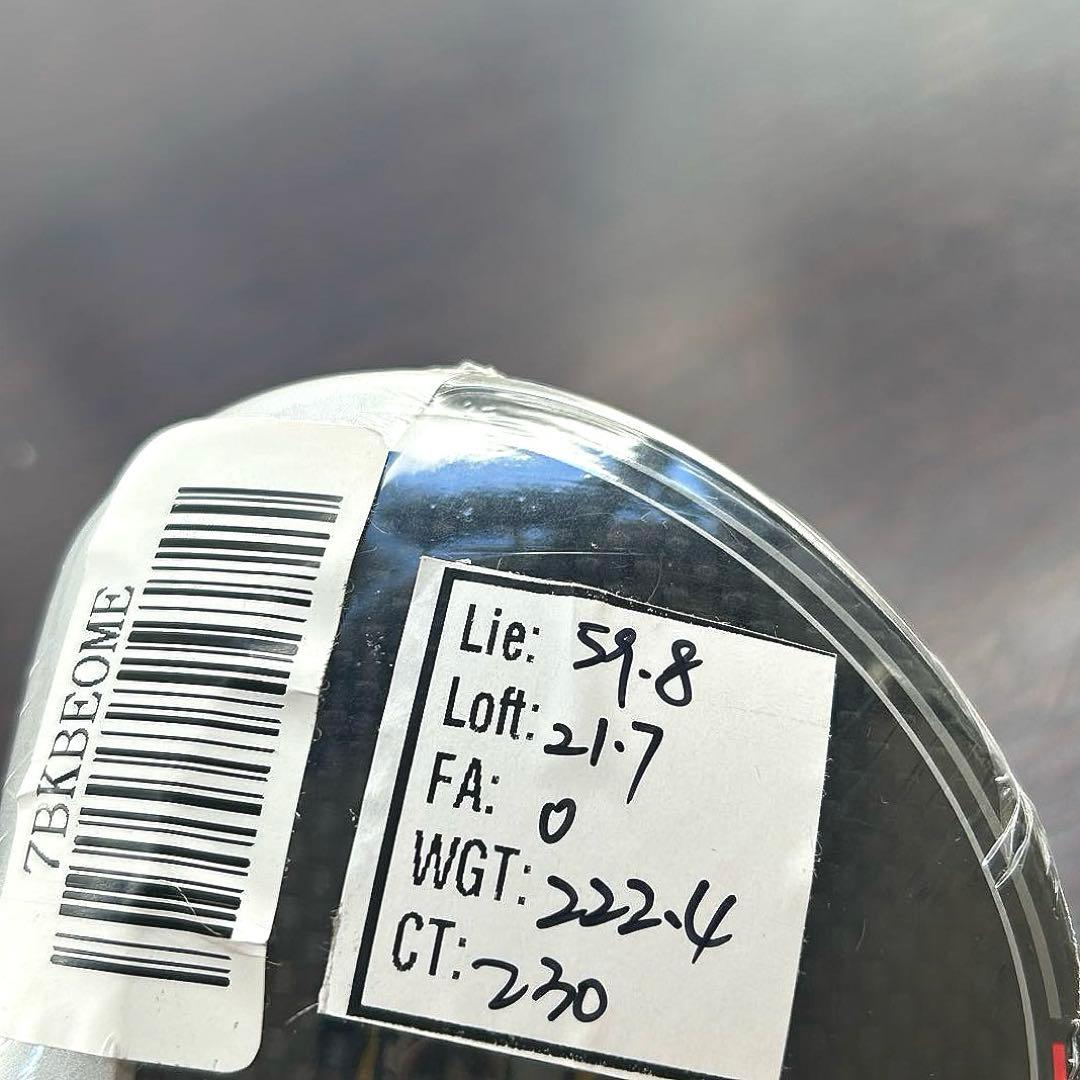 7BKBEOME
Lie: 59.8
Loft: 21.7
FA: 0
WGT: 222.4
CT: 230